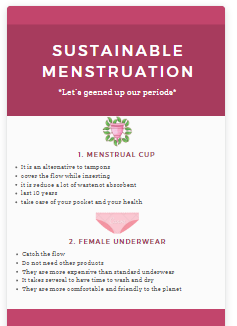 SUSTAINABLE
MENSTRUATION
*Let's geened up our periods*
1. MENSTRUAL CUP
• It is an alternative to tampons
• cover the flow while inserting
• it is reduce a lot of wastenot absorbent
• last 10 years
• take care of your pocket and your health
2. FEMALE UNDERWEAR
• Catch the flow
• Do not need other products
• They are more expensive than standard underwear
• It takes several to have time to wash and dry
• They are more comfortable and friendly to the planet